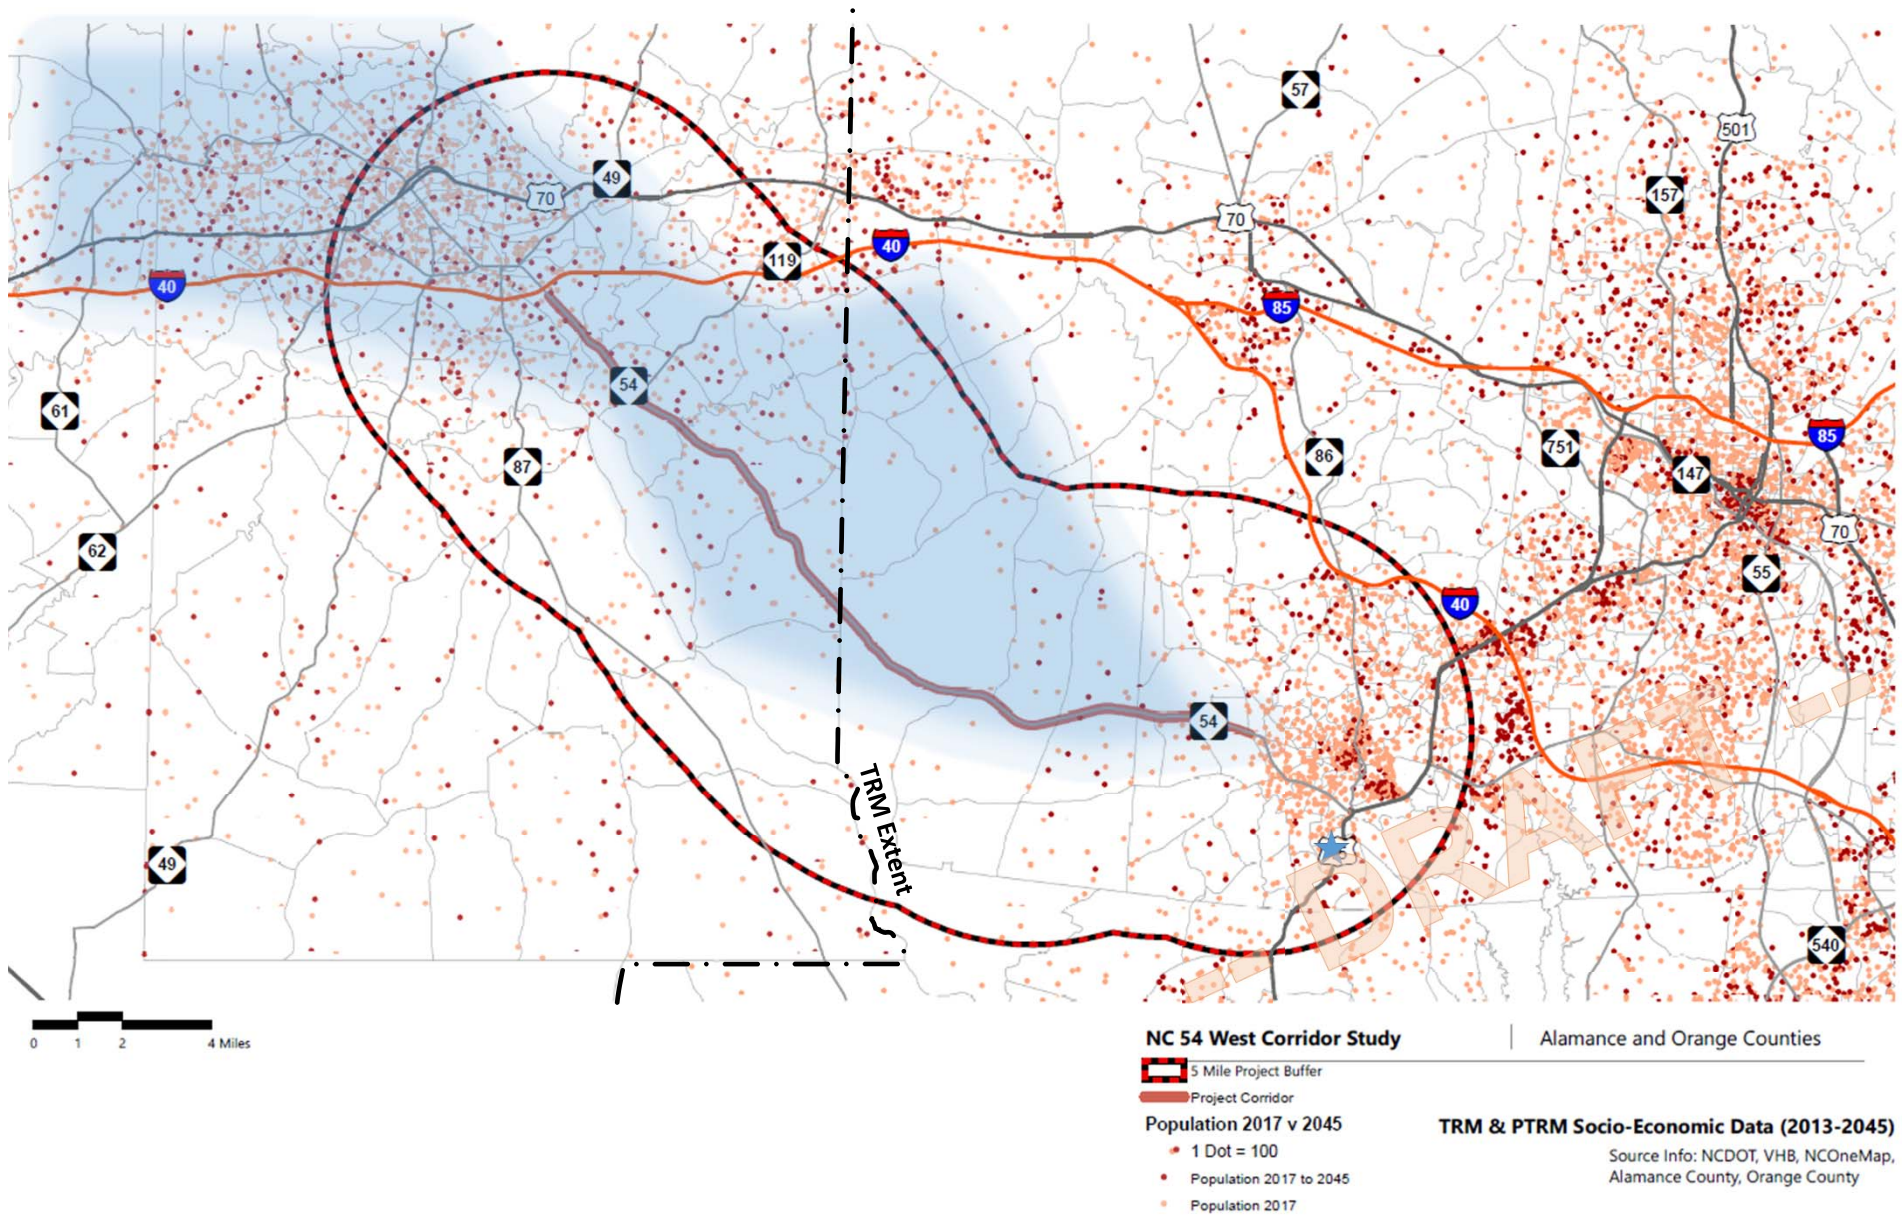 57
501
157
49
70
70
119
40
40
85
54
61
751
86
87
147
85
70
62
55
40
54
TRM Extent
49
540
-- DRAFT --
0 1 2 4 Miles
NC 54 West Corridor Study | Alamance and Orange Counties
5 Mile Project Buffer
Project Corridor
Population 2017 v 2045
1 Dot = 100
Population 2017 to 2045
Population 2017
TRM & PTRM Socio-Economic Data (2013-2045)
Source Info: NCDOT, VHB, NCOneMap,
Alamance County, Orange County